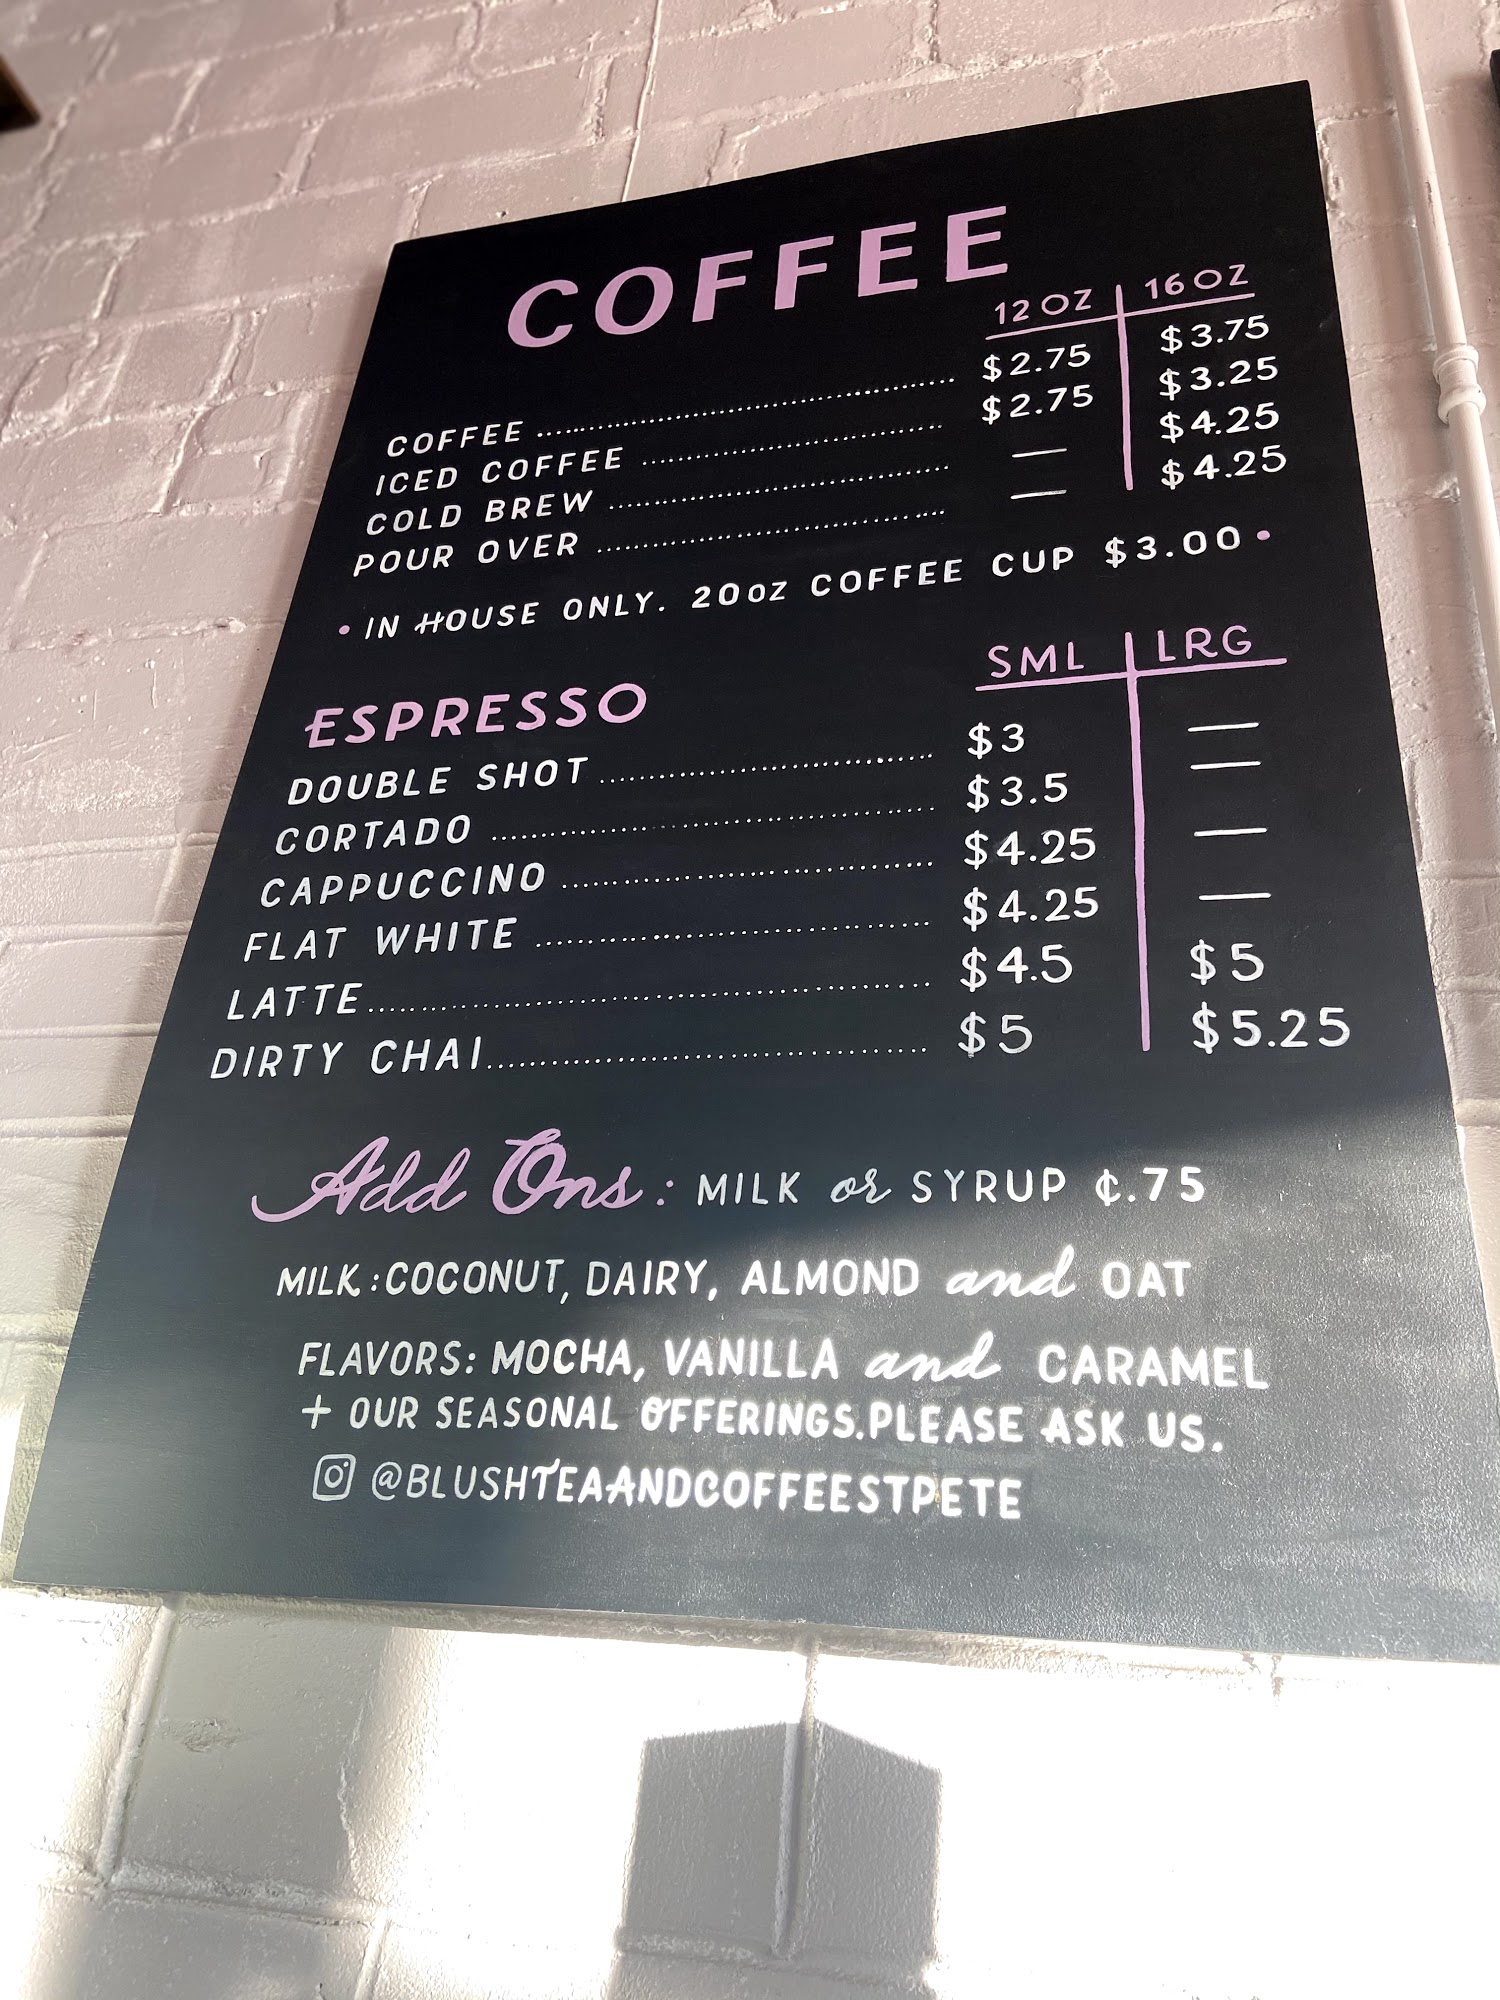 COFFEE
12 OZ | 16 OZ
COFFEE .......... $2.75 $3.75
ICED COFFEE .......... $2.75 $3.25
COLD BREW .......... — $4.25
POUR OVER .......... — $4.25
• IN HOUSE ONLY. 20oz COFFEE CUP $3.00 •
ESPRESSO SML | LRG
DOUBLE SHOT .......... $3 —
CORTADO .......... $3.5 —
CAPPUCCINO .......... $4.25 —
FLAT WHITE .......... $4.25 —
LATTE .......... $4.5 $5
DIRTY CHAI .......... $5 $5.25
Add Ons: MILK or SYRUP ¢.75
MILK: COCONUT, DAIRY, ALMOND and OAT
FLAVORS: MOCHA, VANILLA and CARAMEL
+ OUR SEASONAL OFFERINGS. PLEASE ASK US.
@BLUSHTEAANDCOFFEESTPETE